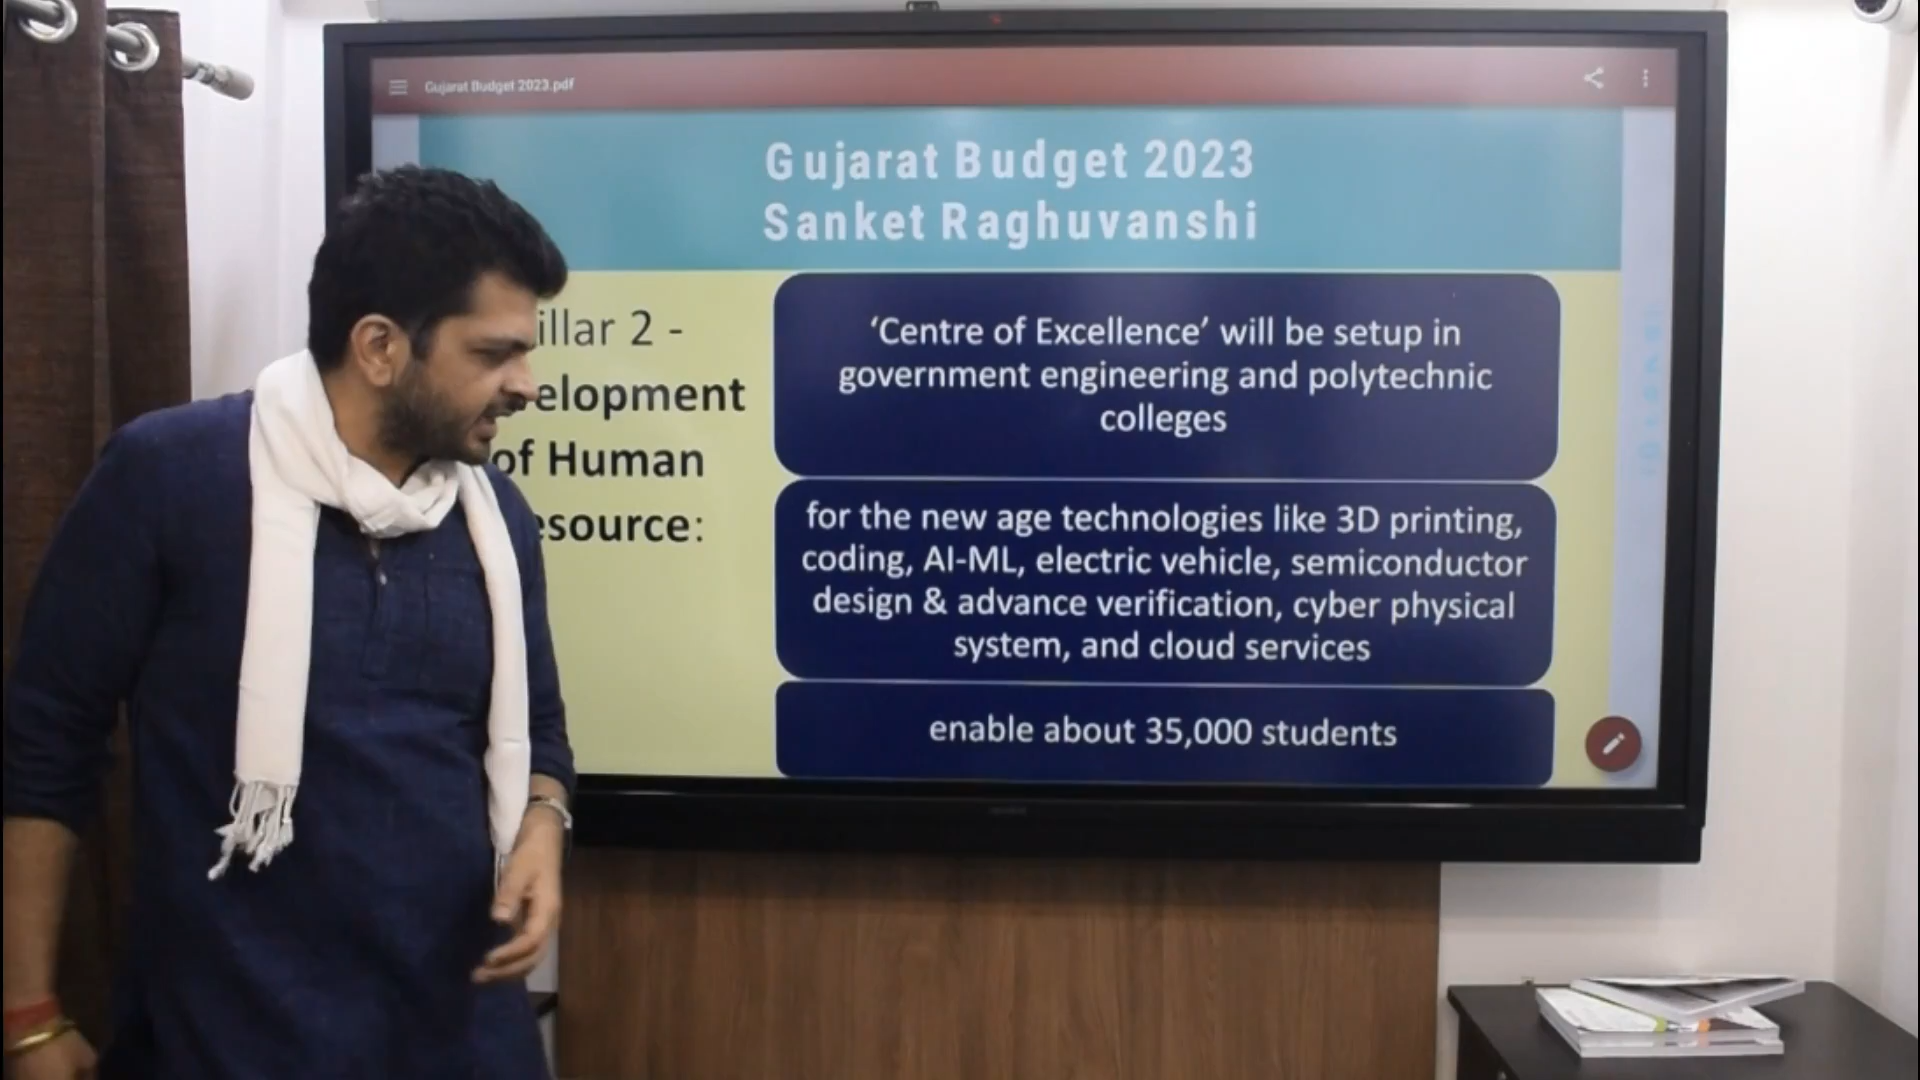 Gujarat Budget 2023.pdf
Gujarat Budget 2023
Sanket Raghuvanshi
illar 2 -
elopment
of Human
esource:
‘Centre of Excellence’ will be setup in
government engineering and polytechnic
colleges
for the new age technologies like 3D printing,
coding, AI-ML, electric vehicle, semiconductor
design & advance verification, cyber physical
system, and cloud services
enable about 35,000 students